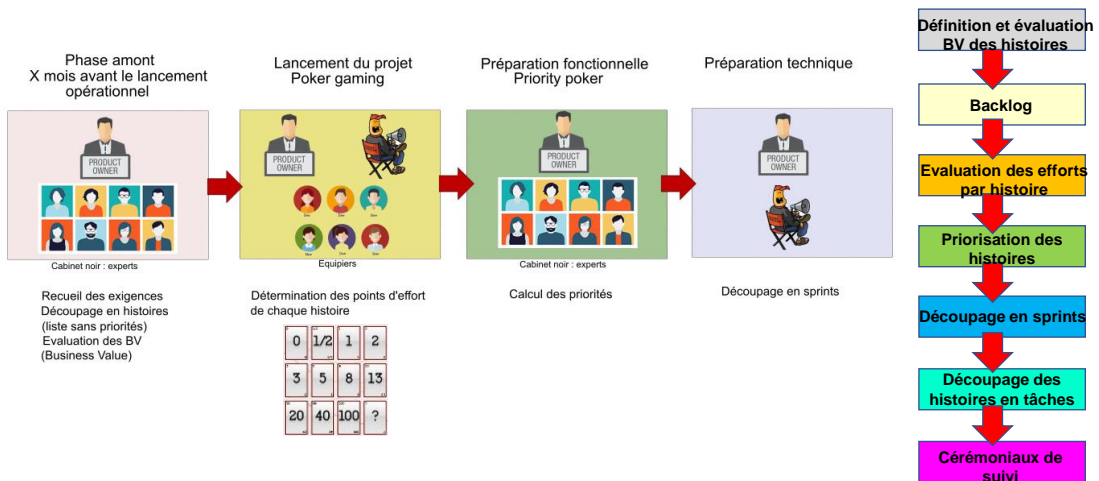 Phase amont
X mois avant le lancement
opérationnel
PRODUCT
OWNER
Cabinet noir : experts
Recueil des exigences
Découpage en histoires
(liste sans priorités)
Evaluation des BV
(Business Value)
Lancement du projet
Poker gaming
PRODUCT
OWNER
Equipiers
Détermination des points d'effort
de chaque histoire
0 1/2 1 2
3 5 8 13
20 40 100 ?
Préparation fonctionnelle
Priority poker
PRODUCT
OWNER
Cabinet noir : experts
Calcul des priorités
Préparation technique
PRODUCT
OWNER
Découpage en sprints
Définition et évaluation
BV des histoires
Backlog
Evaluation des efforts
par histoire
Priorisation des
histoires
Découpage en sprints
Découpage des
histoires en tâches
Cérémoniaux de
suivi